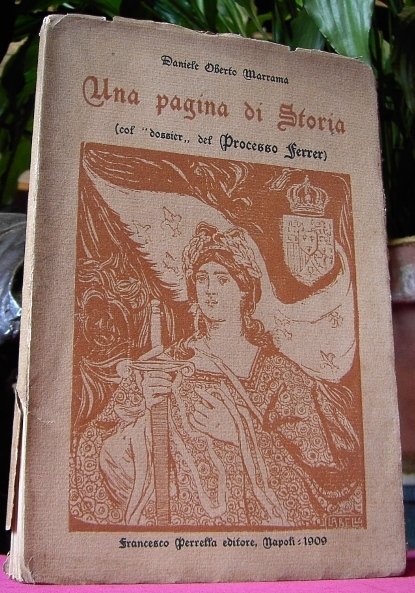 Daniele Oberto Marrama
Una pagina di Storia
(col "dossier„ del Processo Ferrer)
Francesco Perrella editore, Napoli - 1909